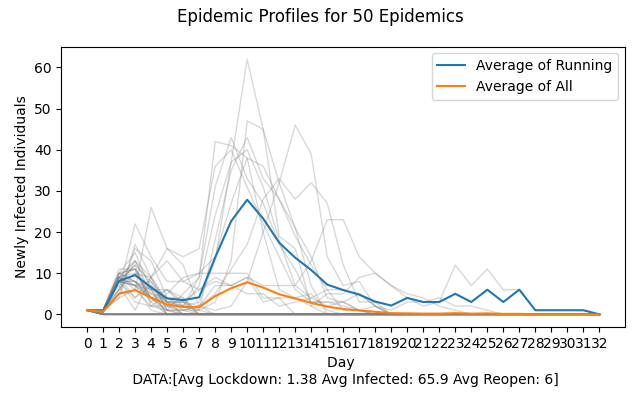 Epidemic Profiles for 50 Epidemics
Newly Infected Individuals
60
50
40
30
20
10
0
Average of Running
Average of All
0 1 2 3 4 5 6 7 8 9 10 11 12 13 14 15 16 17 18 19 20 21 22 23 24 25 26 27 28 29 30 31 32
Day
DATA:[Avg Lockdown: 1.38 Avg Infected: 65.9 Avg Reopen: 6]